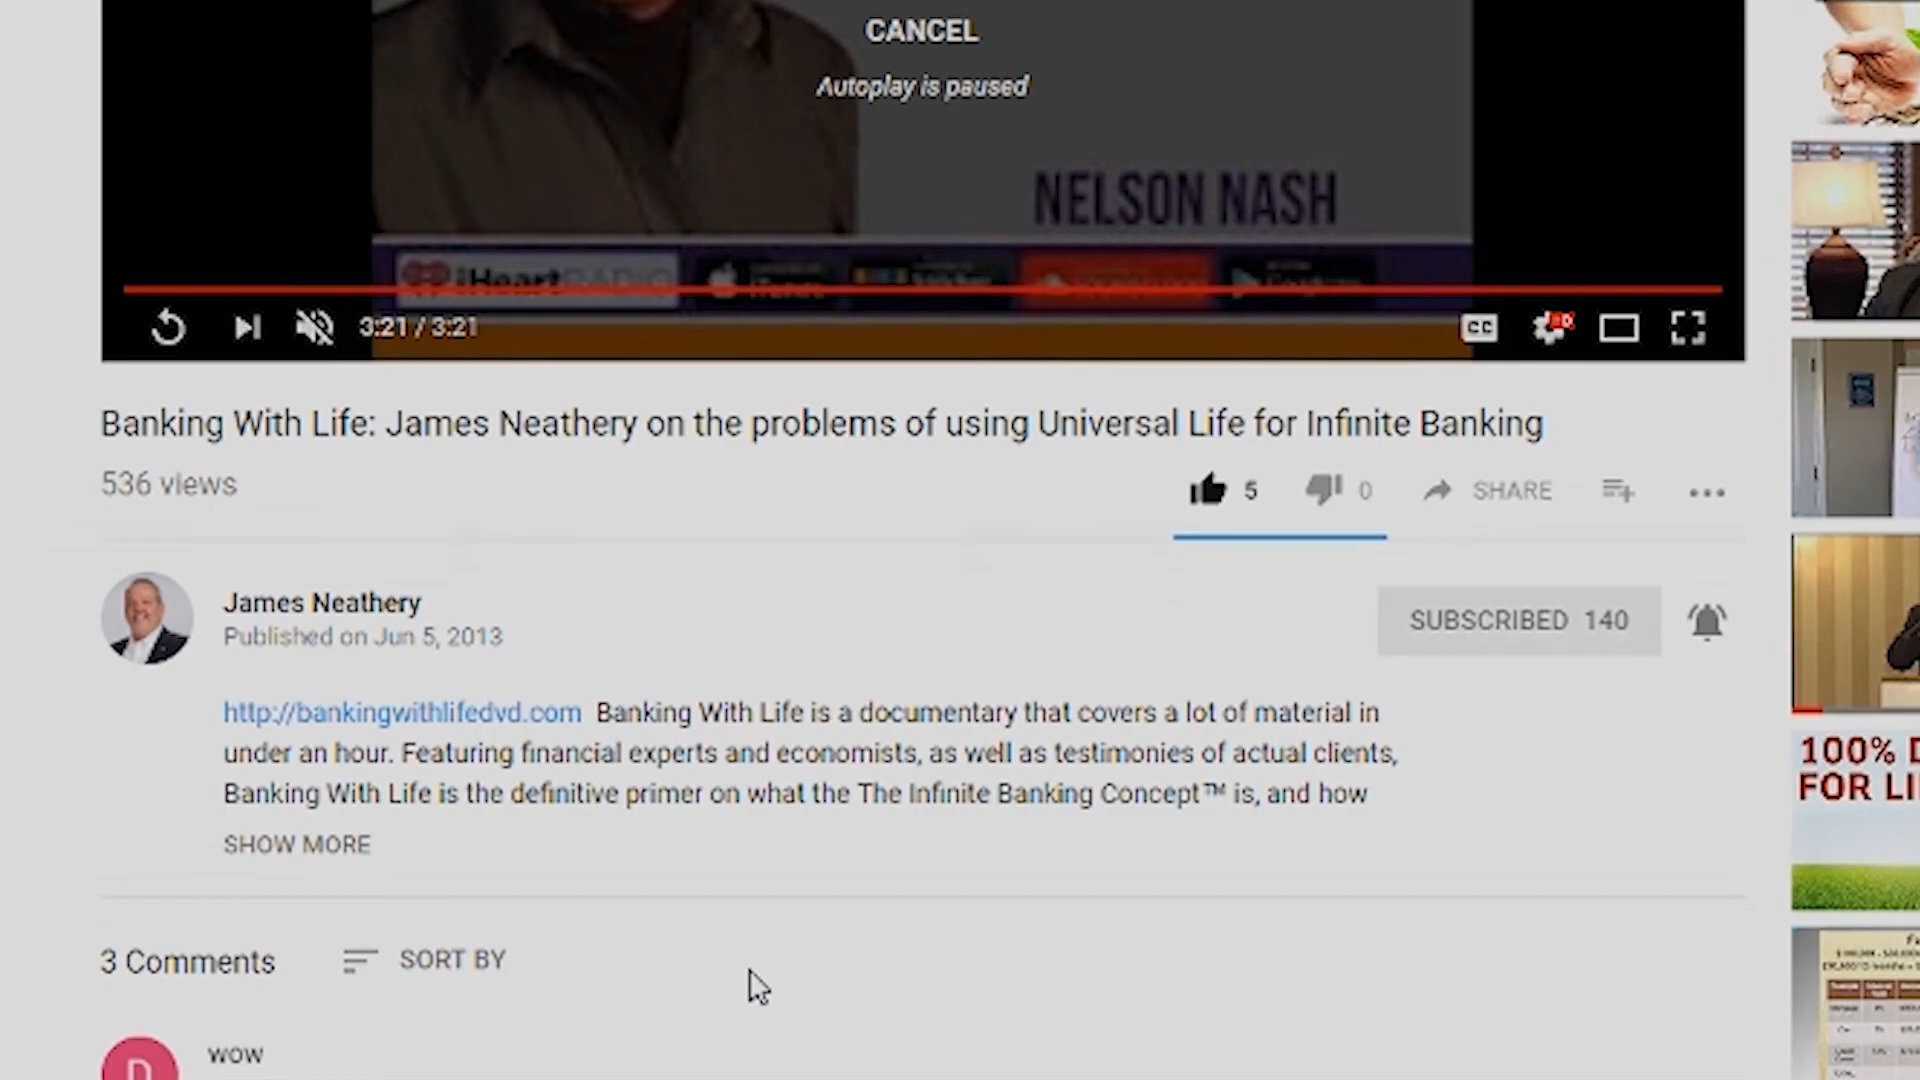 CANCEL
Autoplay is paused
NELSON NASH
iHeartRADIO
iTunes
3:21 / 3:21
CC
HD
Banking With Life: James Neathery on the problems of using Universal Life for Infinite Banking
536 views
5
0
SHARE
James Neathery
Published on Jun 5, 2013
SUBSCRIBED 140
http://bankingwithlifedvd.com Banking With Life is a documentary that covers a lot of material in
under an hour. Featuring financial experts and economists, as well as testimonies of actual clients,
Banking With Life is the definitive primer on what the The Infinite Banking Concept™ is, and how
SHOW MORE
3 Comments
SORT BY
D
wow
100% D
FOR LI